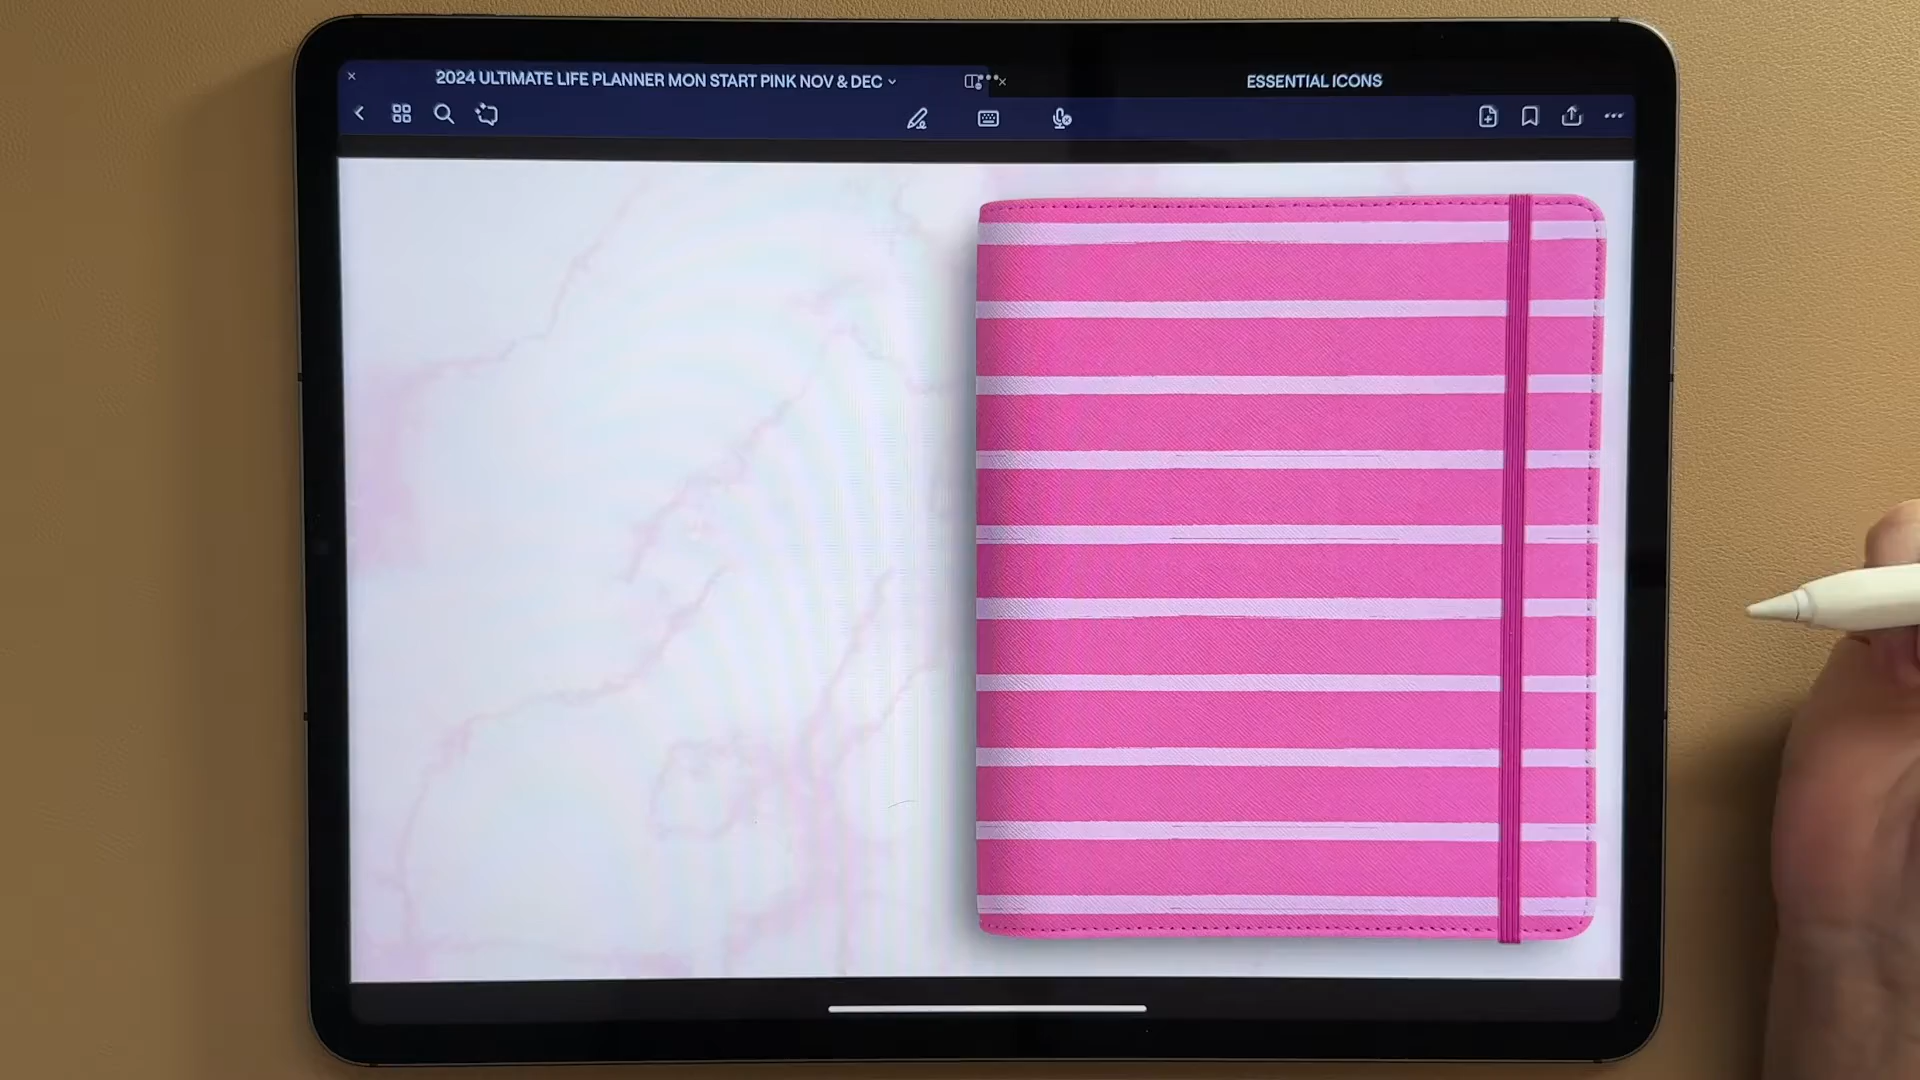 2024 ULTIMATE LIFE PLANNER MON START PINK NOV & DEC
ESSENTIAL ICONS